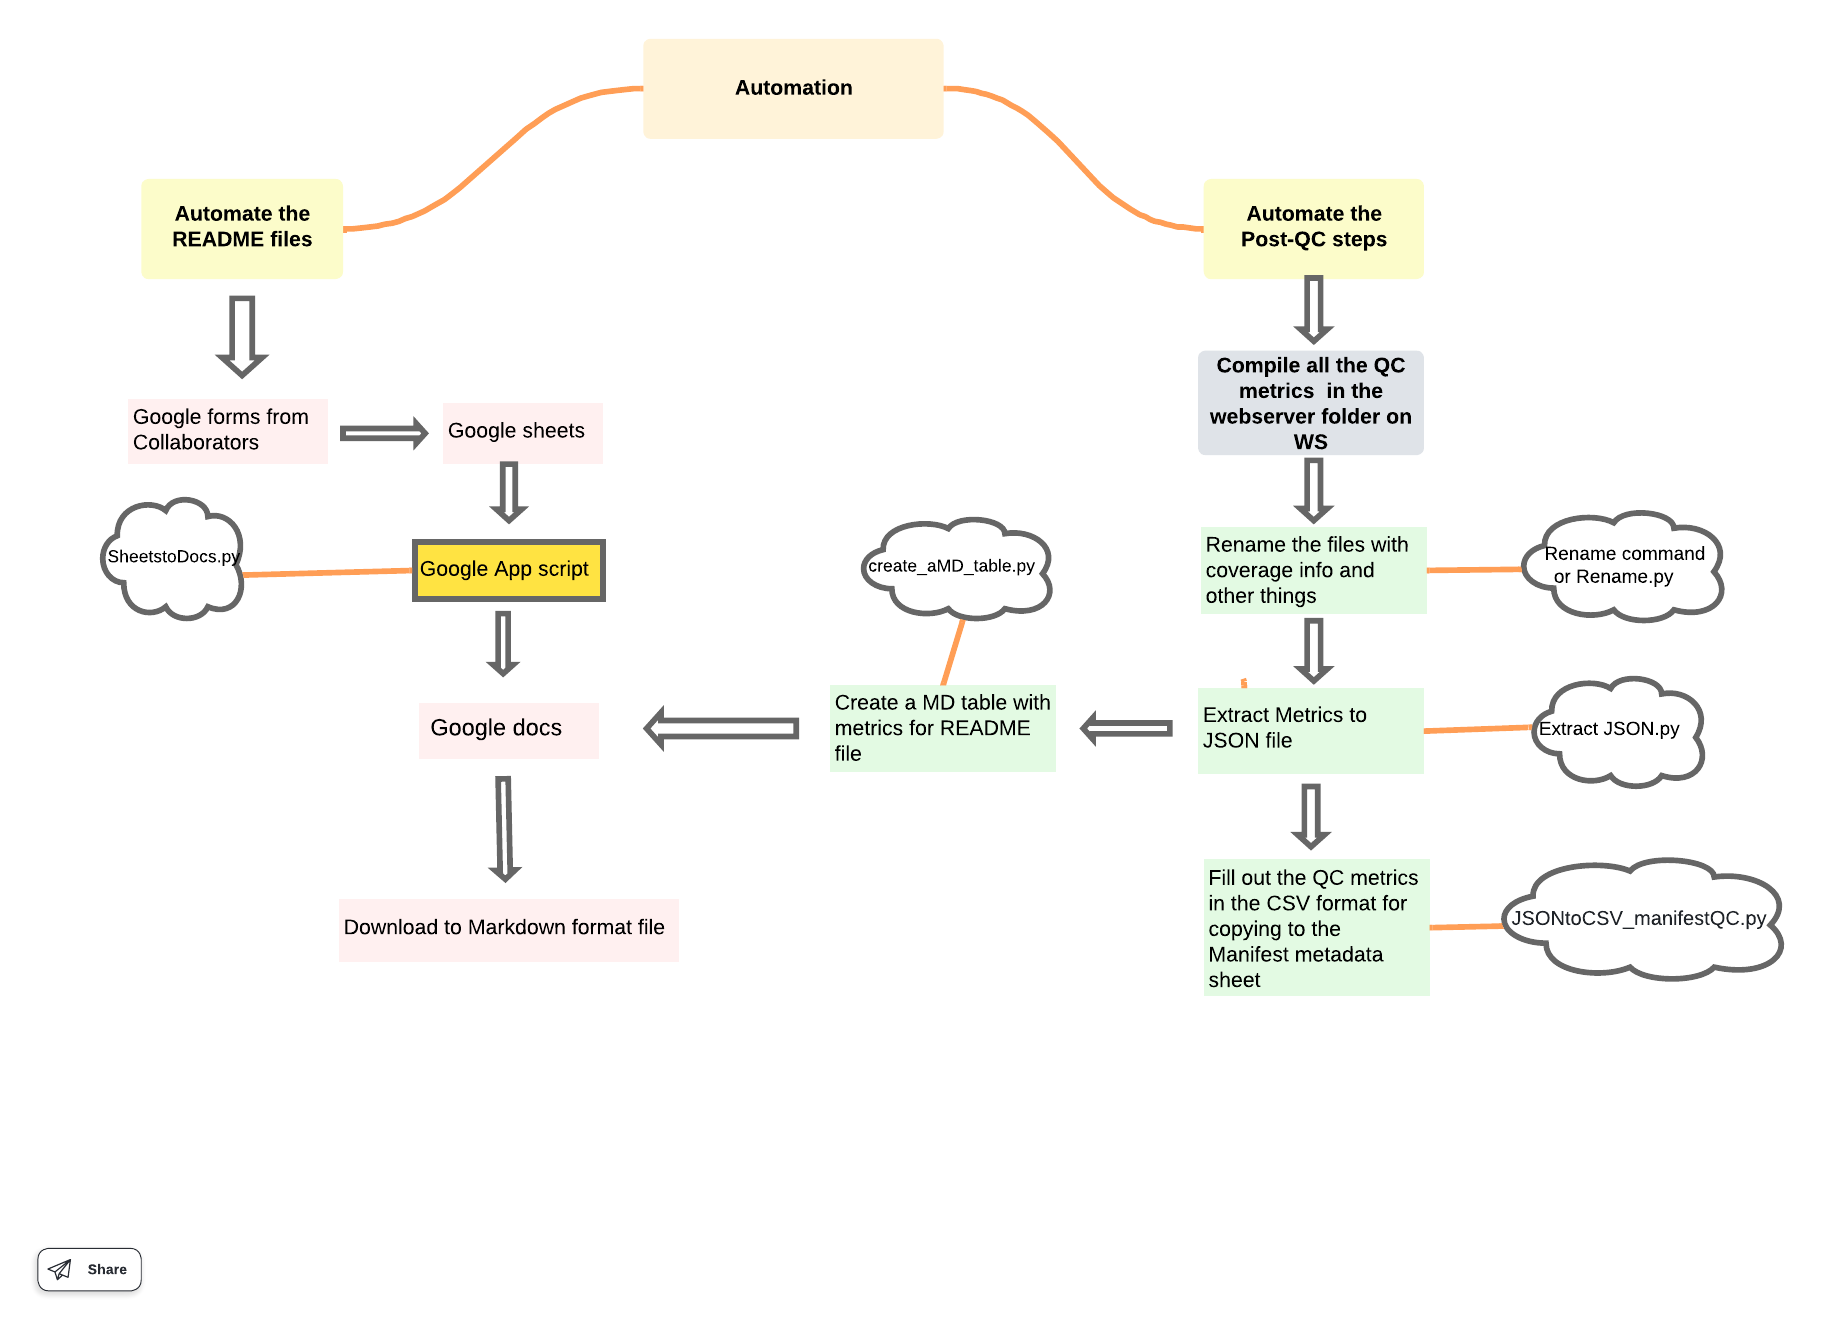 Automation
Automate the
README files
Automate the
Post-QC steps
Compile all the QC
metrics  in the
webserver folder on
WS
Google forms from
Collaborators
Google sheets
SheetstoDocs.py
Google App script
create_aMD_table.py
Rename the files with
coverage info and
other things
Rename command
or Rename.py
Google docs
Create a MD table with
metrics for README
file
Extract Metrics to
JSON file
Extract JSON.py
Download to Markdown format file
Fill out the QC metrics
in the CSV format for
copying to the
Manifest metadata
sheet
JSONtoCSV_manifestQC.py
Share